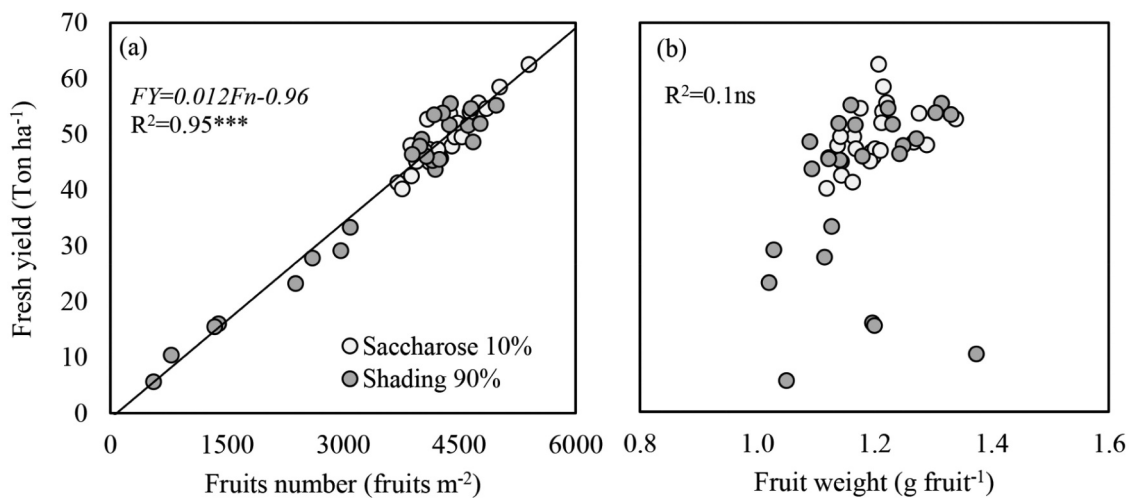 70
60
50
40
30
20
10
0
Fresh yield (Ton ha⁻¹)
(a)
FY=0.012Fn-0.96
R²=0.95***
Saccharose 10%
Shading 90%
0 1500 3000 4500 6000
Fruits number (fruits m⁻²)
(b)
R²=0.1ns
0.8 1.0 1.2 1.4 1.6
Fruit weight (g fruit⁻¹)